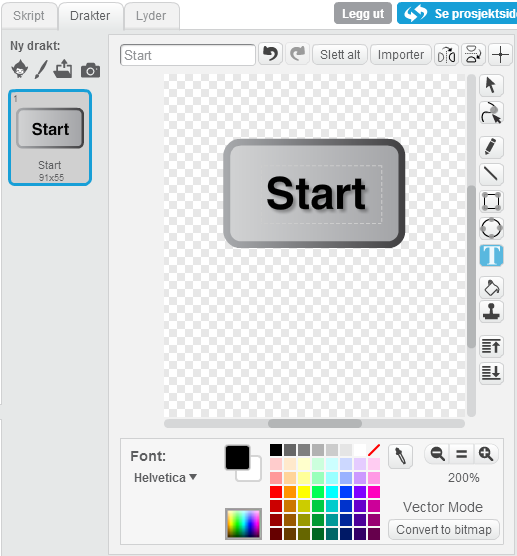 Skript Drakter Lyder Legg ut Se prosjektside
Ny drakt:
Start Slett alt Importer
1
Start
Start
91x55
Start
T
Font:
Helvetica
200%
Vector Mode
Convert to bitmap